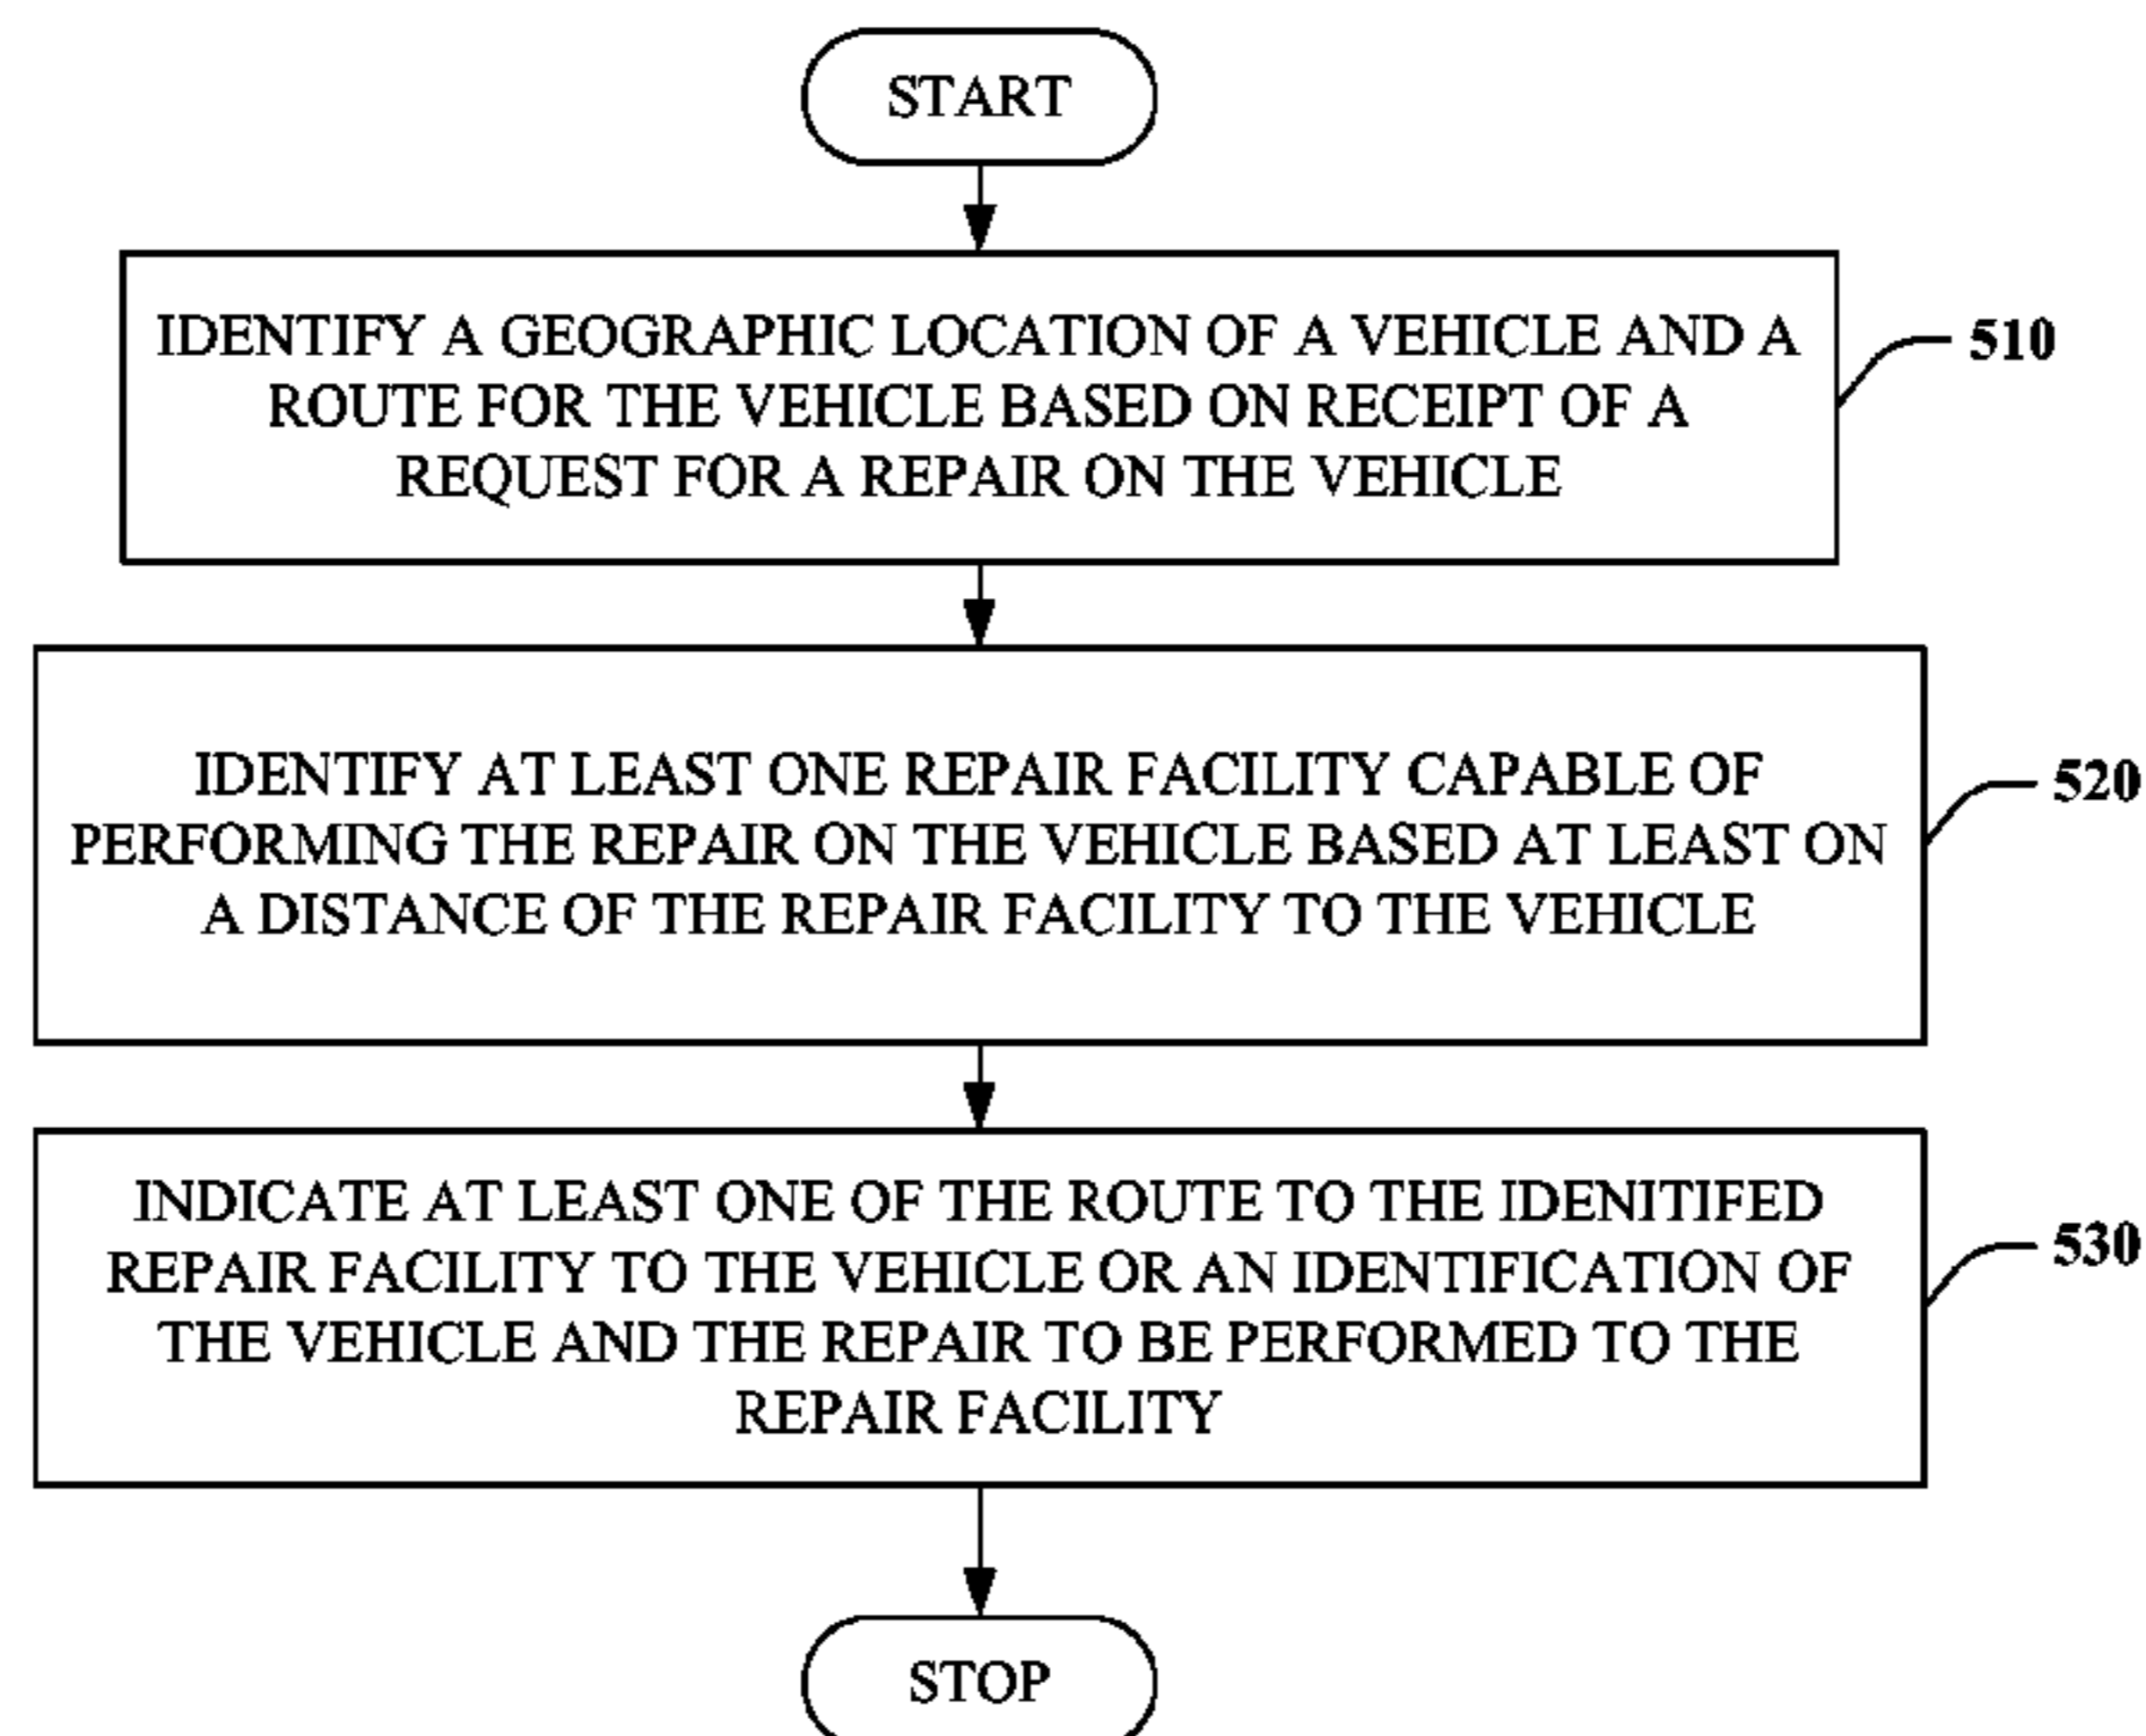 START
IDENTIFY A GEOGRAPHIC LOCATION OF A VEHICLE AND A
ROUTE FOR THE VEHICLE BASED ON RECEIPT OF A
REQUEST FOR A REPAIR ON THE VEHICLE
510
IDENTIFY AT LEAST ONE REPAIR FACILITY CAPABLE OF
PERFORMING THE REPAIR ON THE VEHICLE BASED AT LEAST ON
A DISTANCE OF THE REPAIR FACILITY TO THE VEHICLE
520
INDICATE AT LEAST ONE OF THE ROUTE TO THE IDENITIFED
REPAIR FACILITY TO THE VEHICLE OR AN IDENTIFICATION OF
THE VEHICLE AND THE REPAIR TO BE PERFORMED TO THE
REPAIR FACILITY
530
STOP